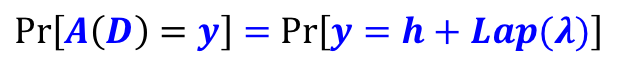 Pr[A(D) = y] = Pr[y = h + Lap(λ)]